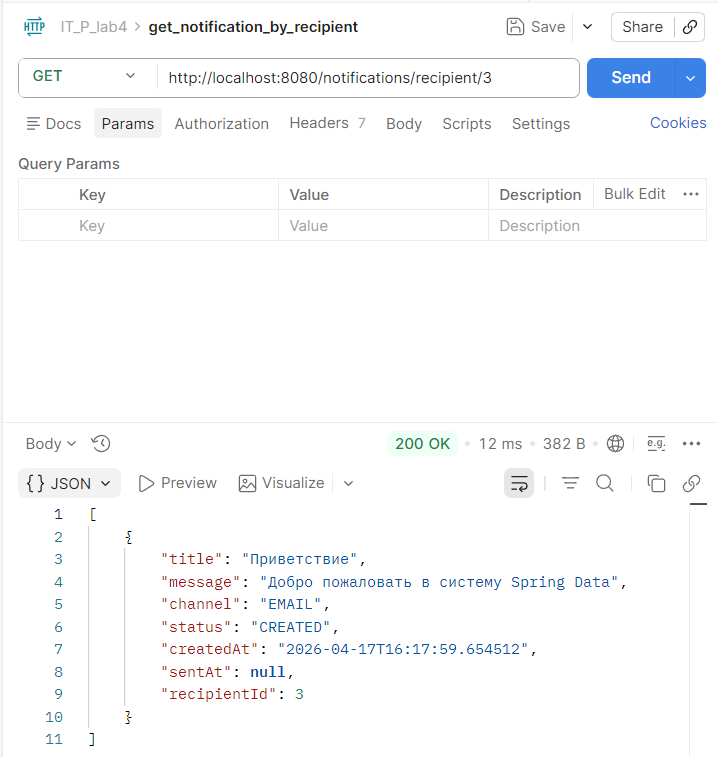 HTTP IT_P_lab4 > get_notification_by_recipient Save Share
GET http://localhost:8080/notifications/recipient/3 Send
Docs Params Authorization Headers 7 Body Scripts Settings Cookies
Query Params
Key Value Description Bulk Edit
Key Value Description
Body 200 OK 12 ms 382 B e.g.
{} JSON Preview Visualize
1 [
2 {
3 "title": "Приветствие",
4 "message": "Добро пожаловать в систему Spring Data",
5 "channel": "EMAIL",
6 "status": "CREATED",
7 "createdAt": "2026-04-17T16:17:59.654512",
8 "sentAt": null,
9 "recipientId": 3
10 }
11 ]